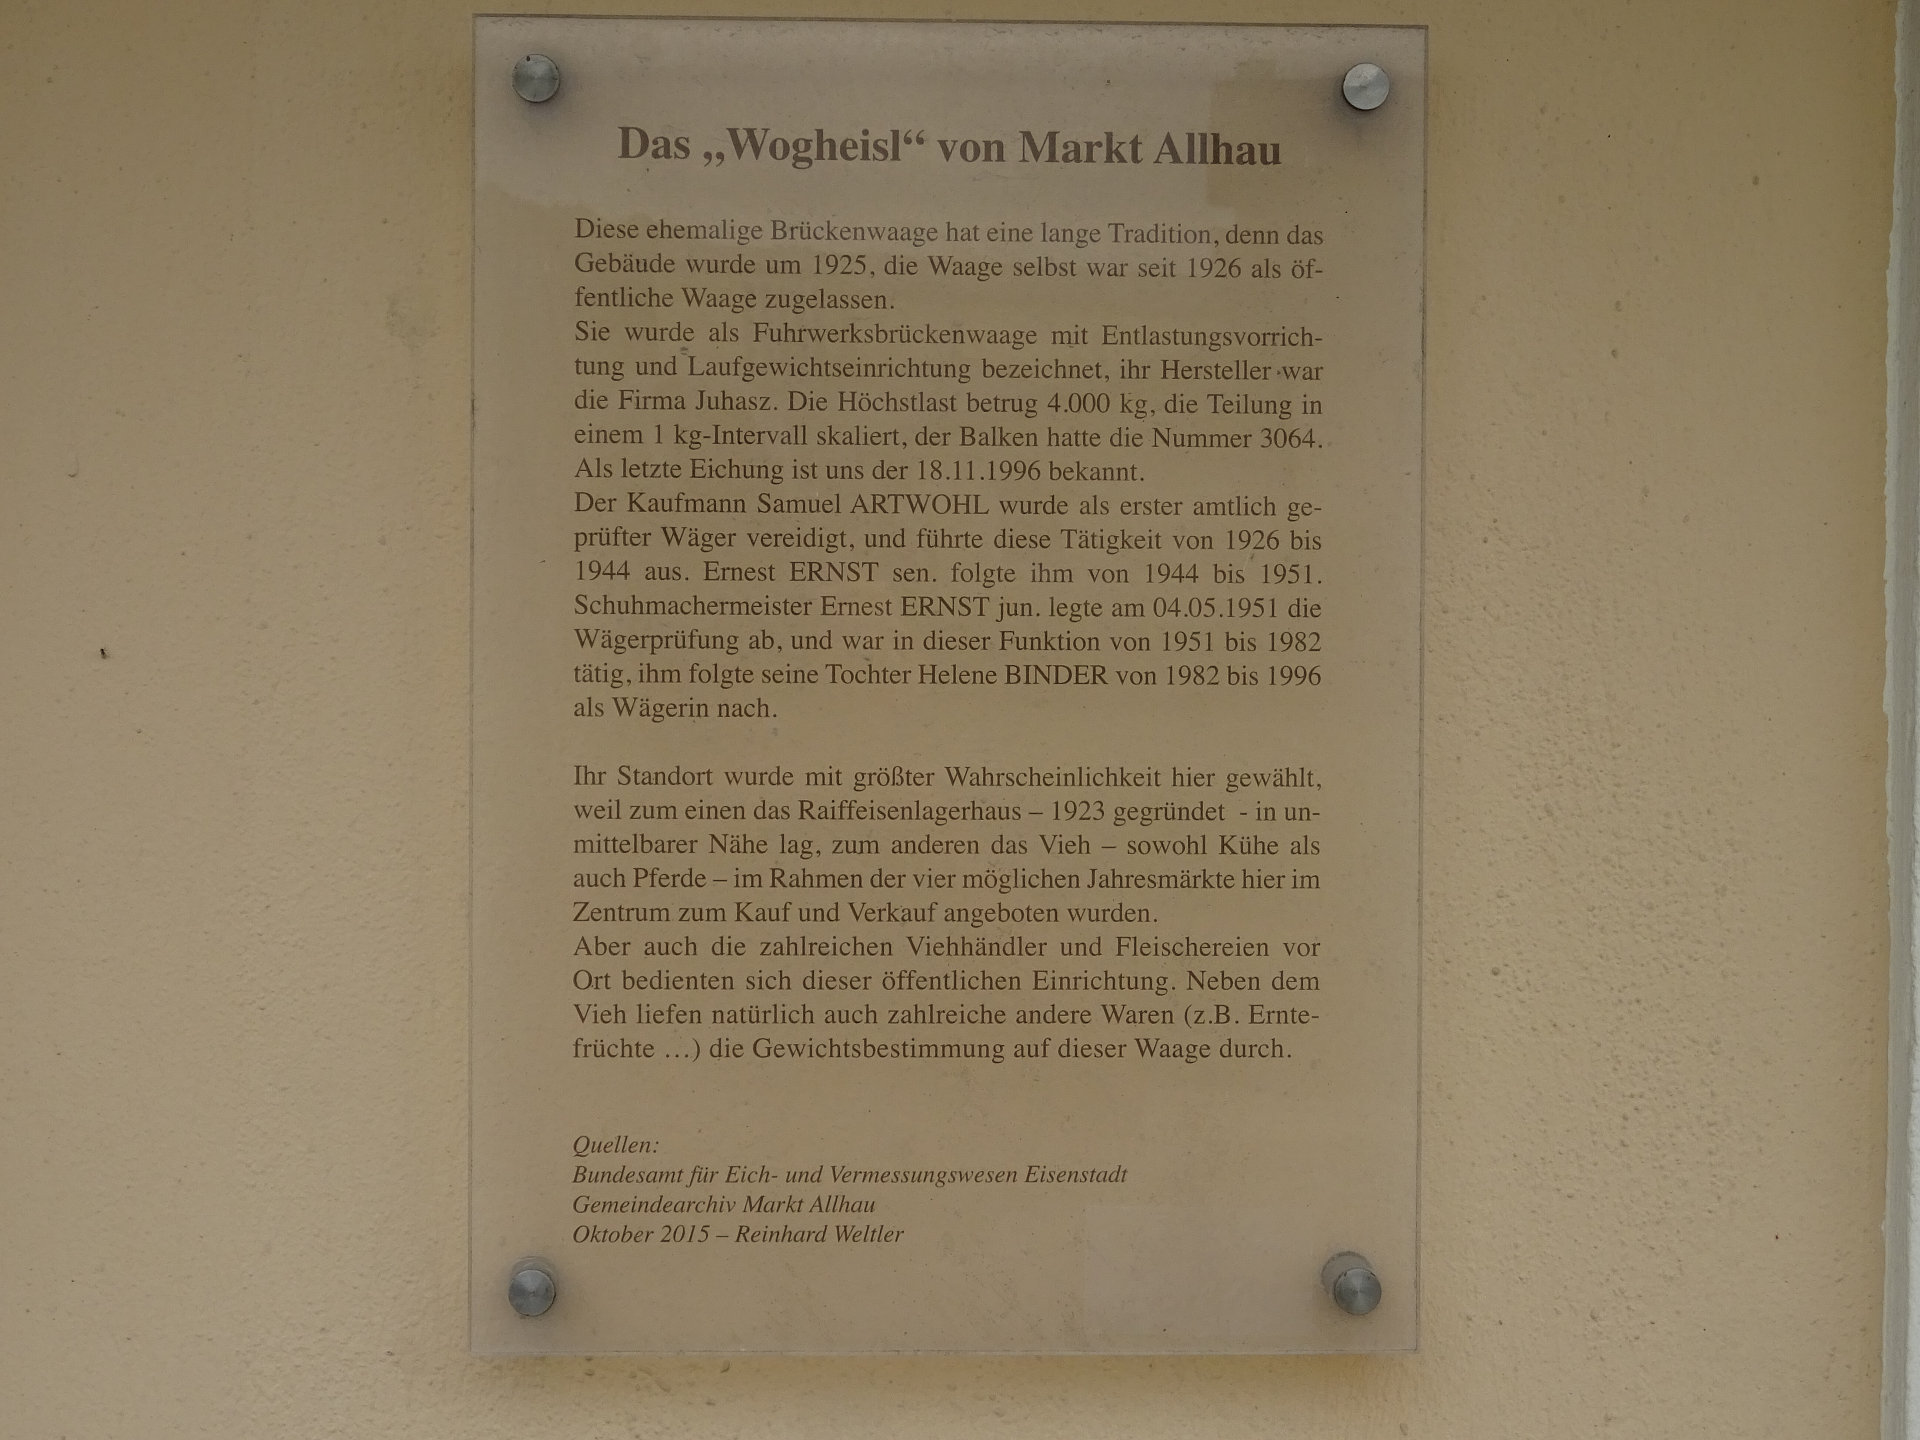 Das „Wogheisl“ von Markt Allhau
Diese ehemalige Brückenwaage hat eine lange Tradition, denn das
Gebäude wurde um 1925, die Waage selbst war seit 1926 als öf-
fentliche Waage zugelassen.
Sie wurde als Fuhrwerksbrückenwaage mit Entlastungsvorrich-
tung und Laufgewichtseinrichtung bezeichnet, ihr Hersteller war
die Firma Juhasz. Die Höchstlast betrug 4.000 kg, die Teilung in
einem 1 kg-Intervall skaliert, der Balken hatte die Nummer 3064.
Als letzte Eichung ist uns der 18.11.1996 bekannt.
Der Kaufmann Samuel ARTWOHL wurde als erster amtlich ge-
prüfter Wäger vereidigt, und führte diese Tätigkeit von 1926 bis
1944 aus. Ernest ERNST sen. folgte ihm von 1944 bis 1951.
Schuhmachermeister Ernest ERNST jun. legte am 04.05.1951 die
Wägerprüfung ab, und war in dieser Funktion von 1951 bis 1982
tätig, ihm folgte seine Tochter Helene BINDER von 1982 bis 1996
als Wägerin nach.
Ihr Standort wurde mit größter Wahrscheinlichkeit hier gewählt,
weil zum einen das Raiffeisenlagerhaus – 1923 gegründet - in un-
mittelbarer Nähe lag, zum anderen das Vieh – sowohl Kühe als
auch Pferde – im Rahmen der vier möglichen Jahresmärkte hier im
Zentrum zum Kauf und Verkauf angeboten wurden.
Aber auch die zahlreichen Viehhändler und Fleischereien vor
Ort bedienten sich dieser öffentlichen Einrichtung. Neben dem
Vieh liefen natürlich auch zahlreiche andere Waren (z.B. Ernte-
früchte …) die Gewichtsbestimmung auf dieser Waage durch.
Quellen:
Bundesamt für Eich- und Vermessungswesen Eisenstadt
Gemeindearchiv Markt Allhau
Oktober 2015 – Reinhard Weltler